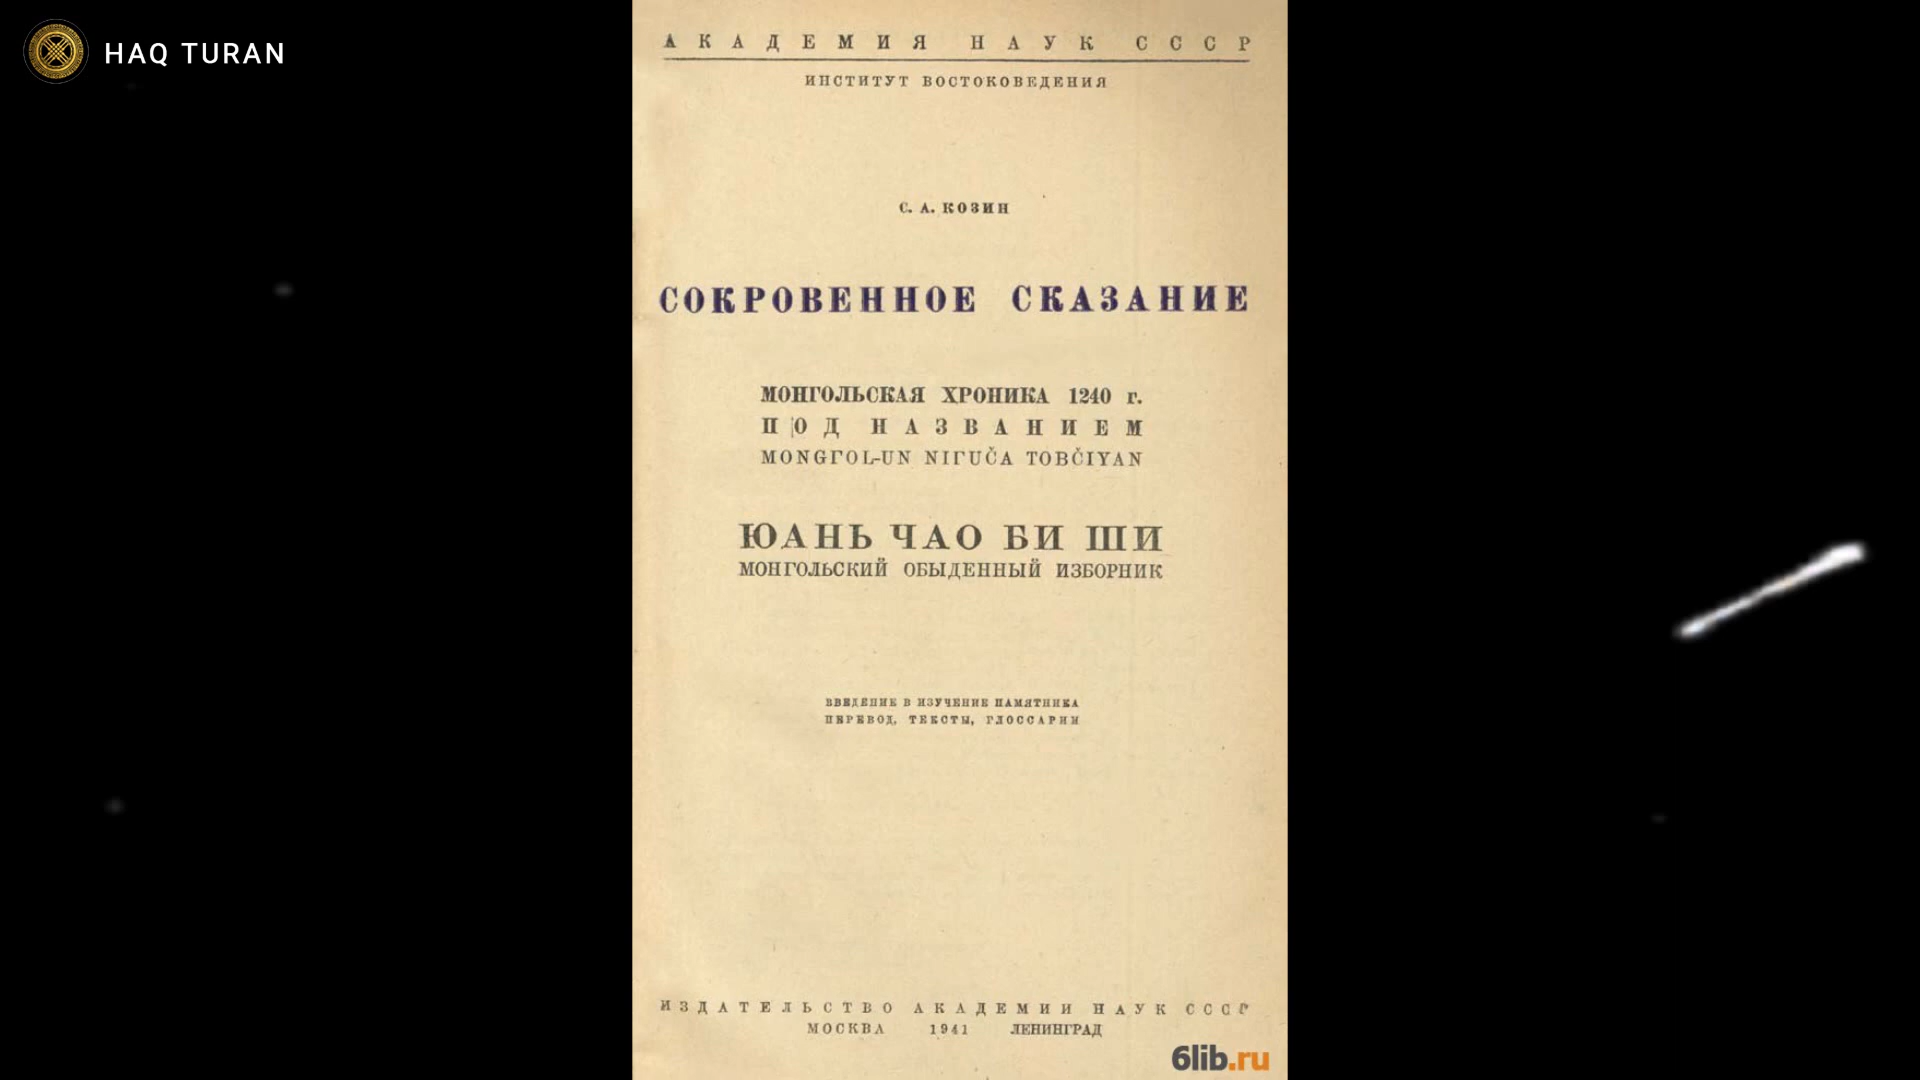 HAQ TURAN
АКАДЕМИЯ НАУК СССР
ИНСТИТУТ ВОСТОКОВЕДЕНИЯ
С. А. КОЗИН
СОКРОВЕННОЕ СКАЗАНИЕ
МОНГОЛЬСКАЯ ХРОНИКА 1240 г.
ПОД НАЗВАНИЕМ
MONGΓOL-UN NIΓUČA TOBČIYAN
ЮАНЬ ЧАО БИ ШИ
МОНГОЛЬСКИЙ ОБЫДЕННЫЙ ИЗБОРНИК
ВВЕДЕНИЕ В ИЗУЧЕНИЕ ПАМЯТНИКА
ПЕРЕВОД, ТЕКСТЫ, ГЛОССАРИИ
ИЗДАТЕЛЬСТВО АКАДЕМИИ НАУК СССР
МОСКВА 1941 ЛЕНИНГРАД
6lib.ru